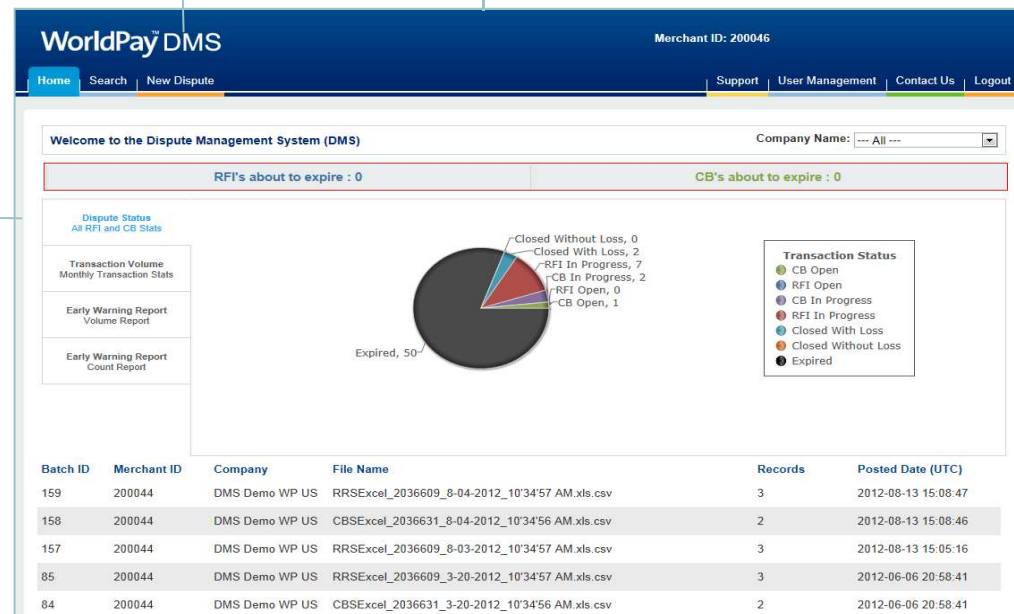 WorldPay™ DMS
Merchant ID: 200046
Home | Search | New Dispute
Support | User Management | Contact Us | Logout
Welcome to the Dispute Management System (DMS)
Company Name: --- All ---
RFI's about to expire : 0
CB's about to expire : 0
Dispute Status
All RFI and CB Stats
Transaction Volume
Monthly Transaction Stats
Early Warning Report
Volume Report
Early Warning Report
Count Report
Closed Without Loss, 0
Closed With Loss, 2
RFI In Progress, 7
CB In Progress, 2
RFI Open, 0
CB Open, 1
Expired, 50
Transaction Status
CB Open
RFI Open
CB In Progress
RFI In Progress
Closed With Loss
Closed Without Loss
Expired
Batch ID Merchant ID Company File Name Records Posted Date (UTC)
159 200044 DMS Demo WP US RRSExcel_2036609_8-04-2012_10'34'57 AM.xls.csv 3 2012-08-13 15:08:47
158 200044 DMS Demo WP US CBSExcel_2036631_8-04-2012_10'34'56 AM.xls.csv 2 2012-08-13 15:08:46
157 200044 DMS Demo WP US RRSExcel_2036609_8-03-2012_10'34'57 AM.xls.csv 3 2012-08-13 15:05:16
85 200044 DMS Demo WP US RRSExcel_2036609_3-20-2012_10'34'57 AM.xls.csv 3 2012-06-06 20:58:41
84 200044 DMS Demo WP US CBSExcel_2036631_3-20-2012_10'34'56 AM.xls.csv 2 2012-06-06 20:58:41